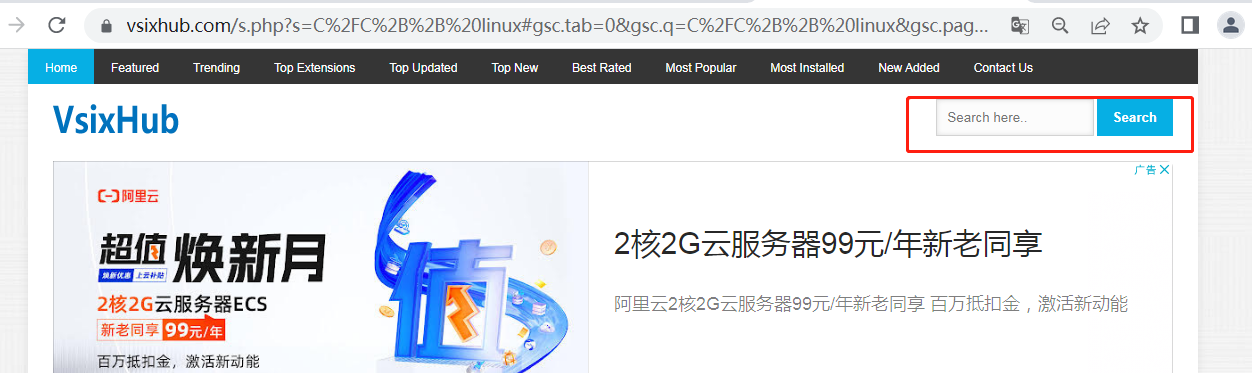 vsixhub.com/s.php?s=C%2FC%2B%2B%20linux#gsc.tab=0&gsc.q=C%2FC%2B%2B%20linux&gsc.pag...
Home Featured Trending Top Extensions Top Updated Top New Best Rated Most Popular Most Installed New Added Contact Us
VsixHub
Search here.. Search
广告
阿里云
超值 焕新月
焕新优惠 上云补贴
2核2G云服务器ECS
新老同享 99元/年
百万抵扣金，激活新动能
值
2核2G云服务器99元/年新老同享
阿里云2核2G云服务器99元/年新老同享 百万抵扣金，激活新动能